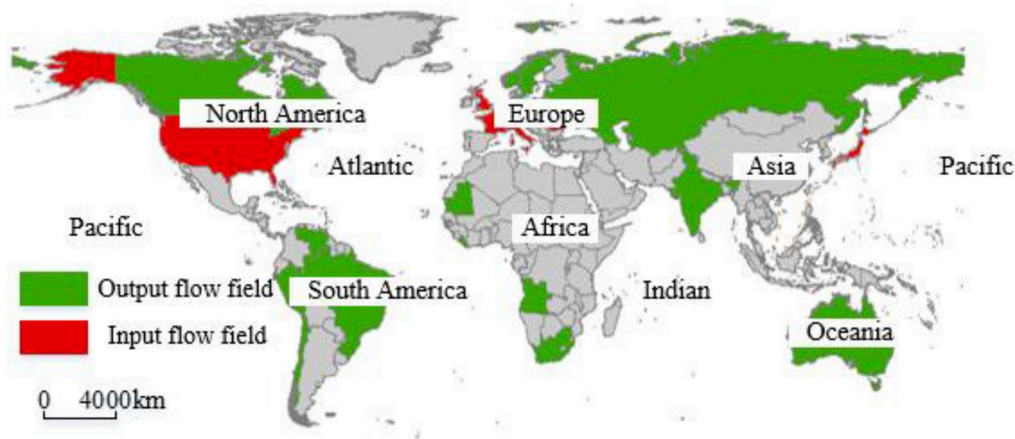 North America
Europe
Atlantic
Asia
Pacific
Pacific
Africa
Output flow field
South America
Indian
Input flow field
Oceania
0 4000km